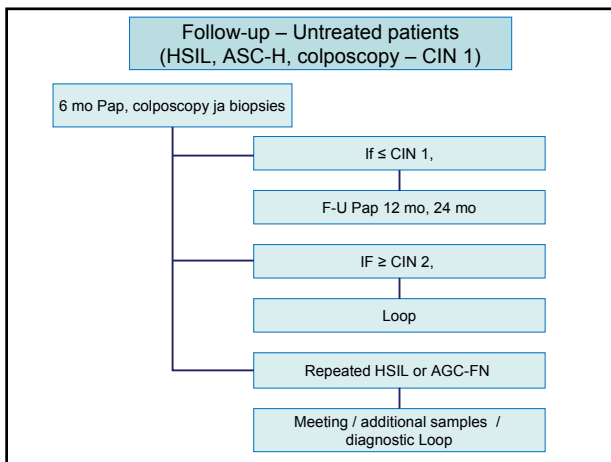 Follow-up – Untreated patients
(HSIL, ASC-H, colposcopy – CIN 1)
6 mo Pap, colposcopy ja biopsies
If ≤ CIN 1,
F-U Pap 12 mo, 24 mo
IF ≥ CIN 2,
Loop
Repeated HSIL or AGC-FN
Meeting / additional samples /
diagnostic Loop